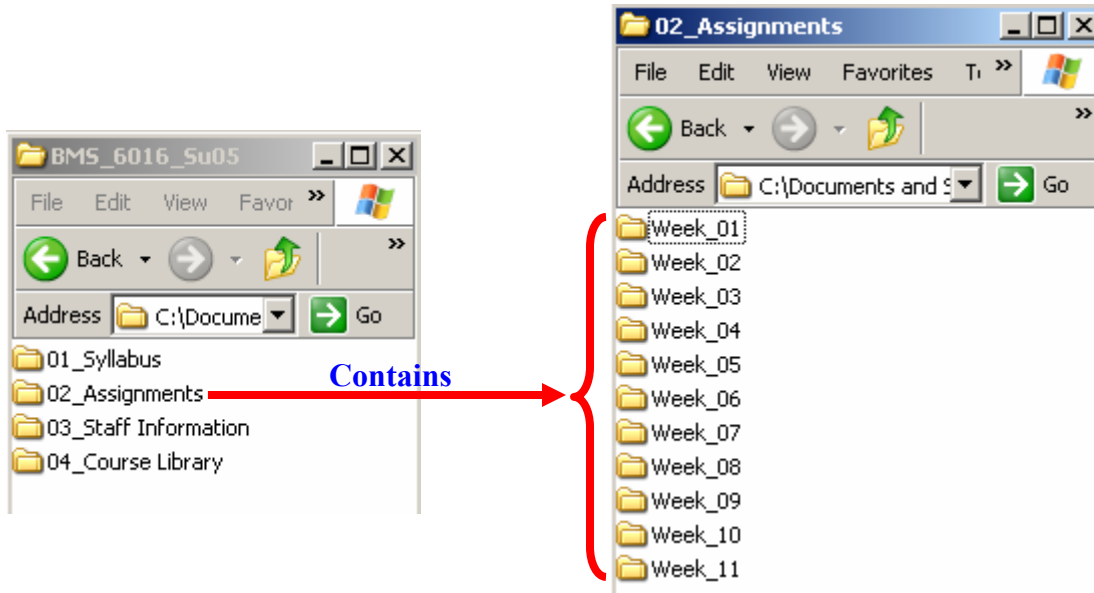 BMS_6016_Su05
File Edit View Favor »
Back »
Address C:\Docume Go
01_Syllabus
02_Assignments
03_Staff Information
04_Course Library
Contains
02_Assignments
File Edit View Favorites »
Back »
Address C:\Documents and Go
Week_01
Week_02
Week_03
Week_04
Week_05
Week_06
Week_07
Week_08
Week_09
Week_10
Week_11